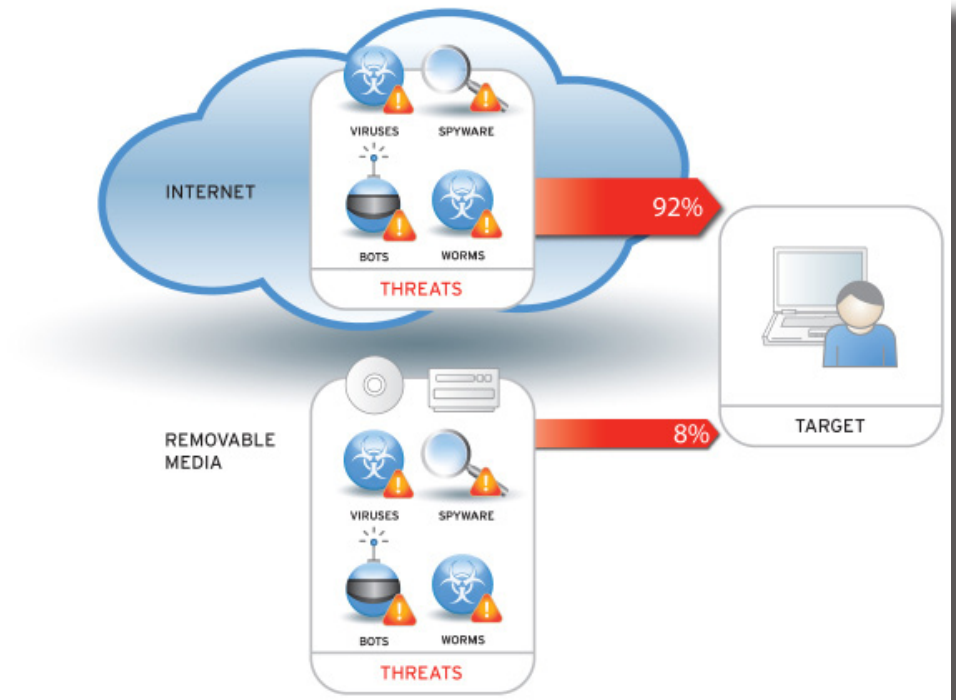 VIRUSES SPYWARE
INTERNET
92%
BOTS WORMS
THREATS
TARGET
REMOVABLE
MEDIA
8%
VIRUSES SPYWARE
BOTS WORMS
THREATS